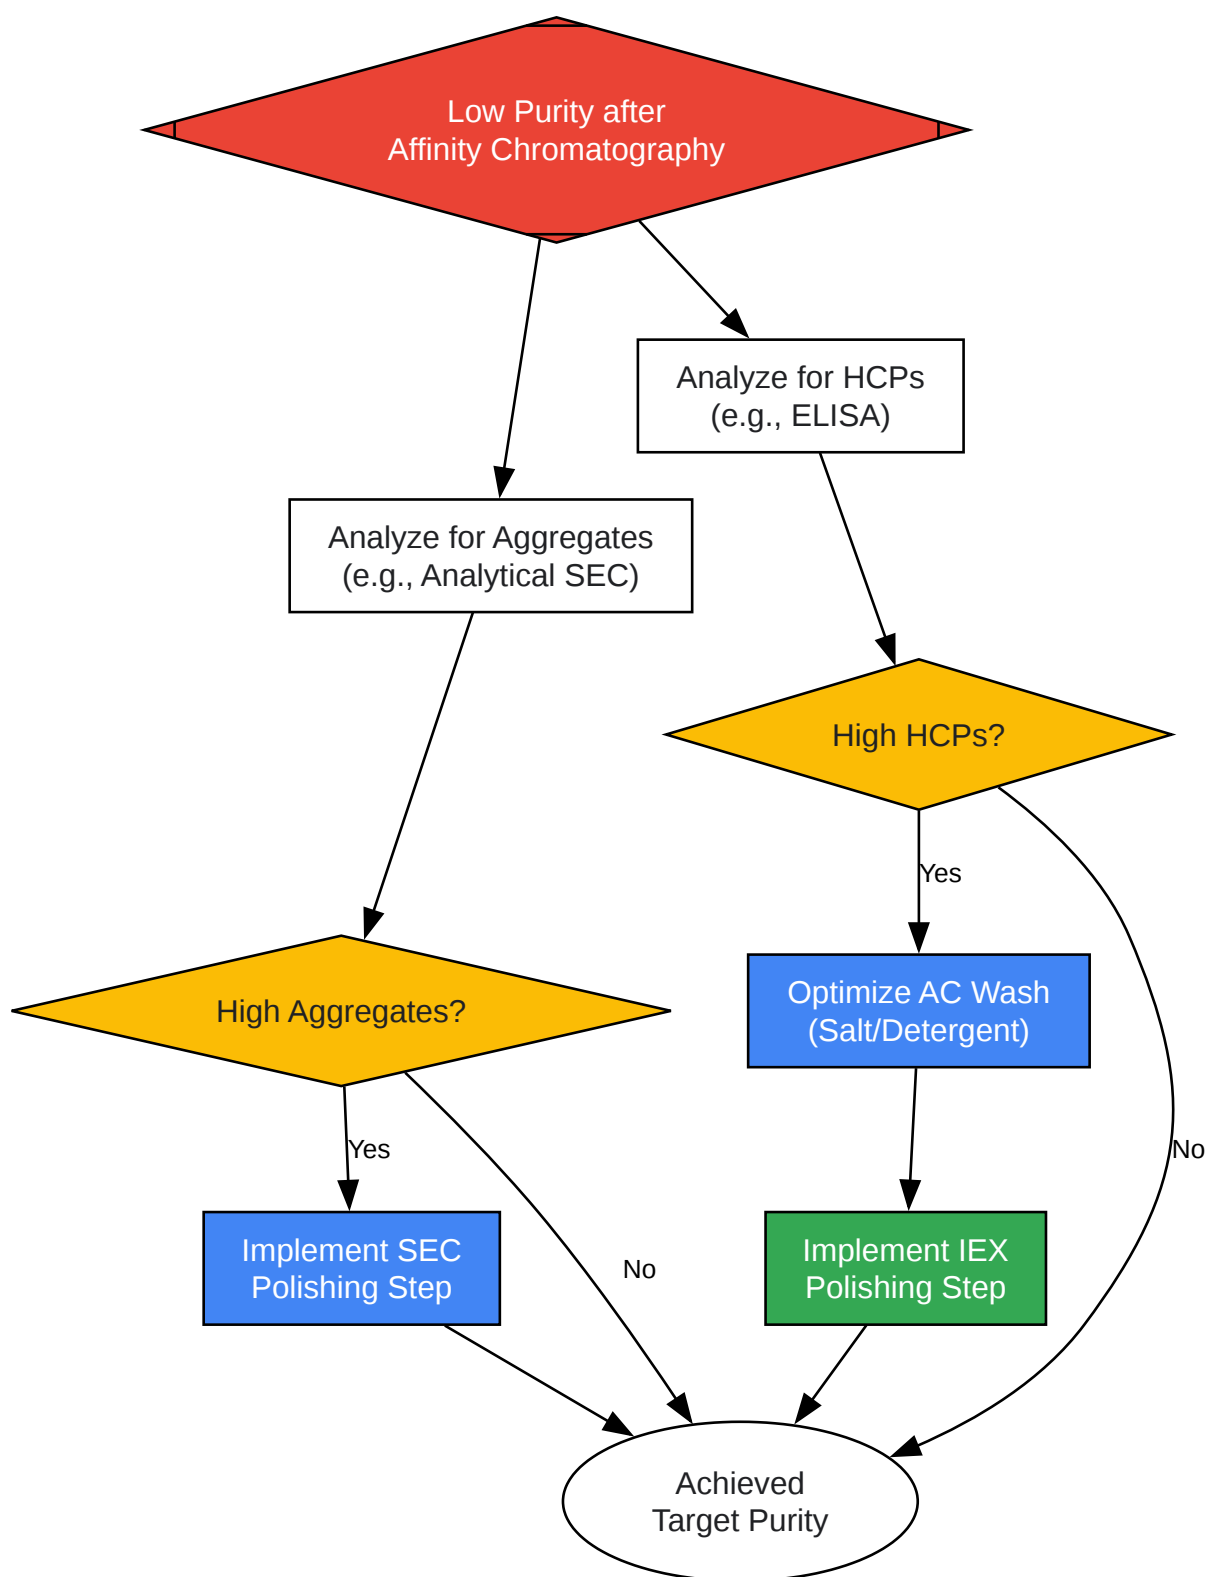 Low Purity after
Affinity Chromatography
Analyze for HCPs
(e.g., ELISA)
Analyze for Aggregates
(e.g., Analytical SEC)
High HCPs?
Yes
Optimize AC Wash
(Salt/Detergent)
High Aggregates?
Yes
No
Implement SEC
Polishing Step
Implement IEX
Polishing Step
No
Achieved
Target Purity